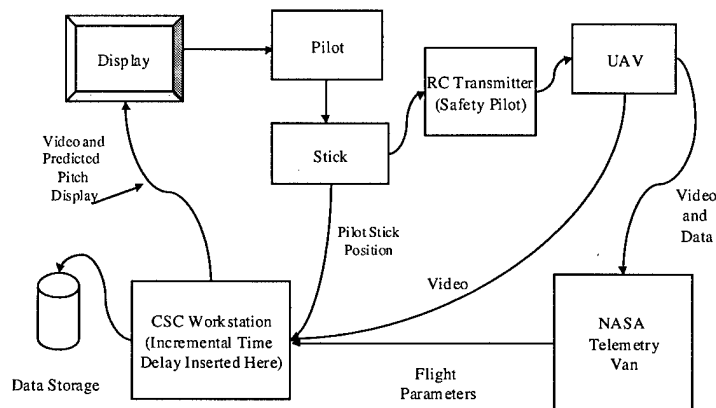 Display
Pilot
RC Transmitter
(Safety Pilot)
UAV
Stick
Video and
Predicted
Pitch
Display
Pilot Stick
Position
Video
and
Data
Video
CSC Workstation
(Incremental Time
Delay Inserted Here)
NASA
Telemetry
Van
Data Storage
Flight
Parameters